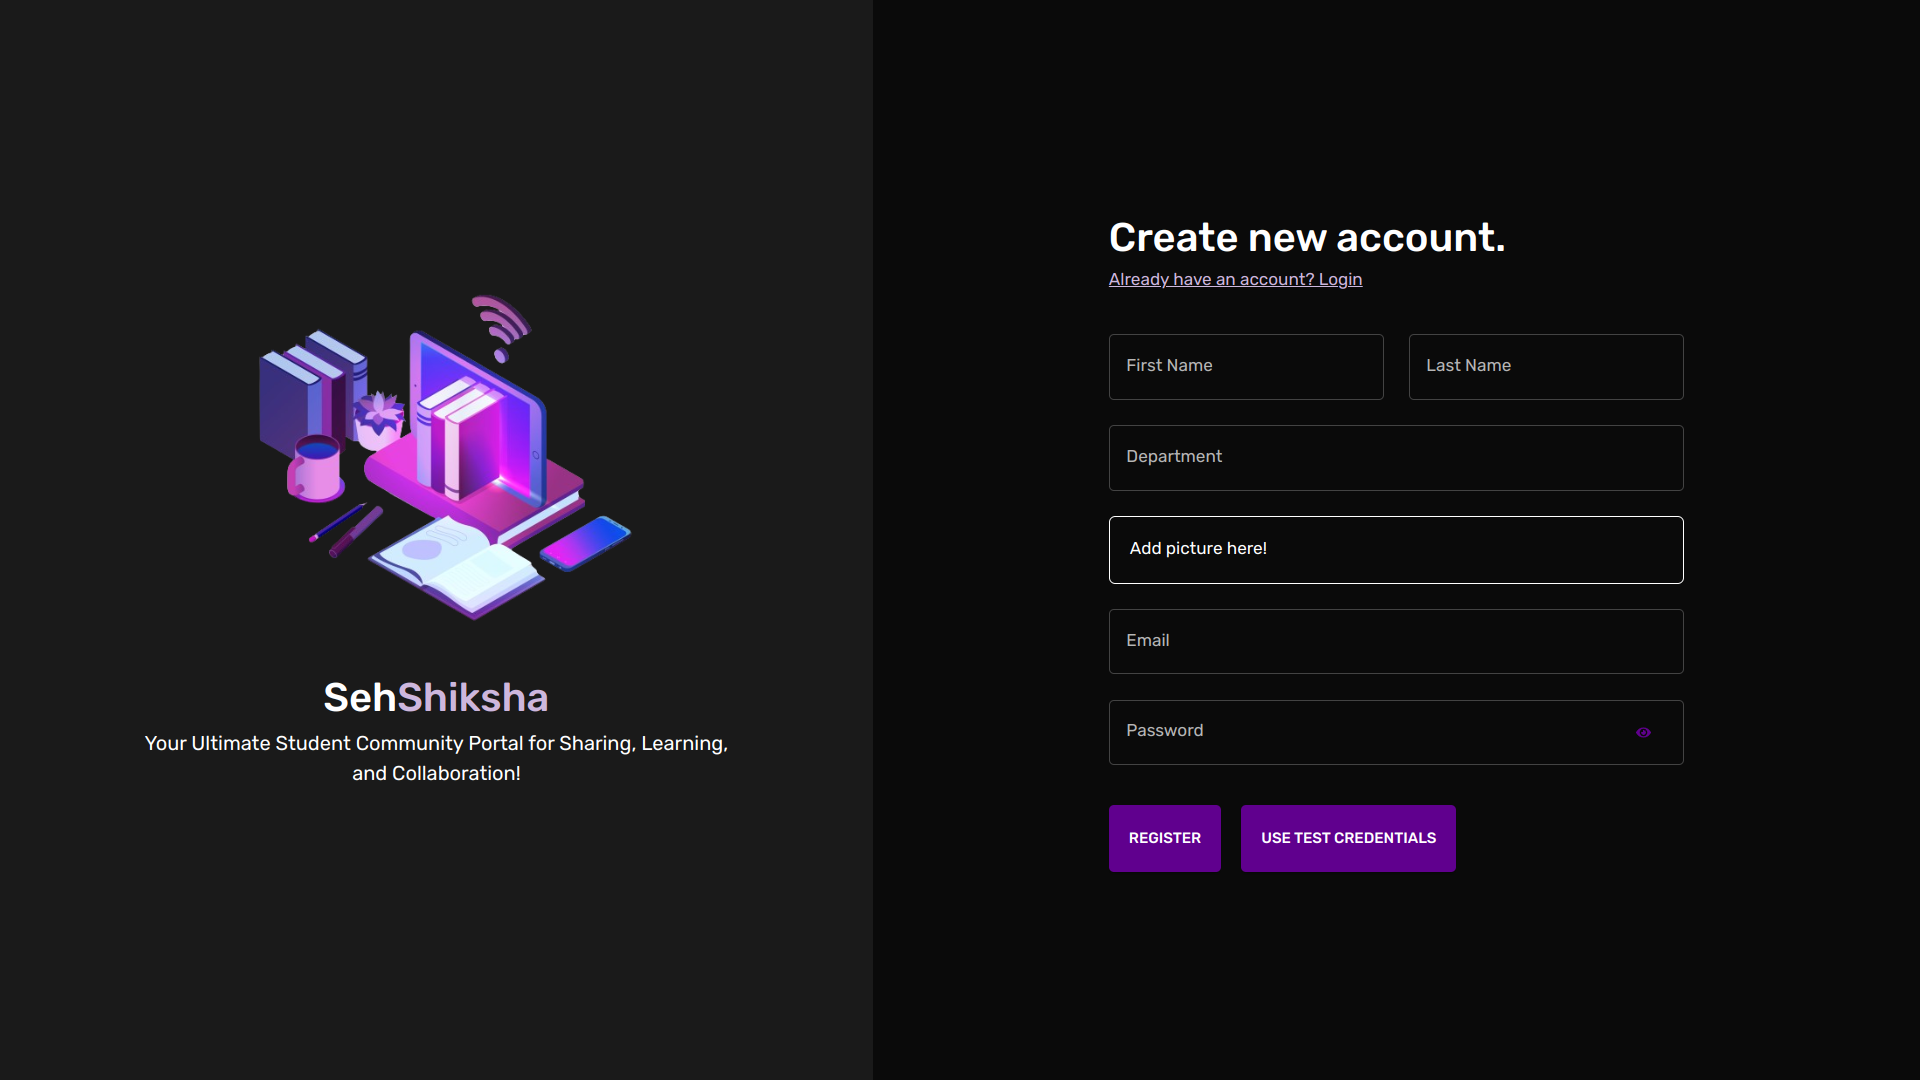 SehShiksha
Your Ultimate Student Community Portal for Sharing, Learning,
and Collaboration!
Create new account.
Already have an account? Login
First Name
Last Name
Department
Add picture here!
Email
Password
REGISTER
USE TEST CREDENTIALS